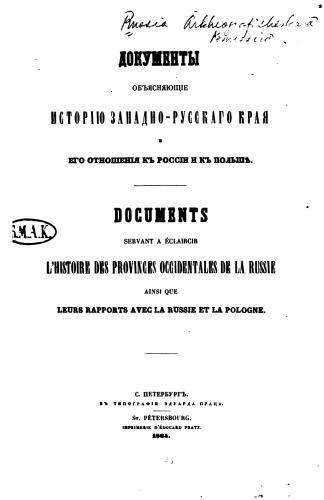 Russia Arkheograficheskaia
Komissiia
ДОКУМЕНТЫ
ОБЪЯСНЯЮЩІЕ
ИСТОРІЮ ЗАПАДНО-РУССКАГО КРАЯ
И
ЕГО ОТНОШЕНІЯ КЪ РОССІИ И КЪ ПОЛЬШѢ.
DOCUMENTS
SERVANT A ÉCLAIRCIR
L'HISTOIRE DES PROVINCES OCCIDENTALES DE LA RUSSIE
AINSI QUE
LEURS RAPPORTS AVEC LA RUSSIE ET LA POLOGNE.
M.A.K.
С. ПЕТЕРБУРГЪ.
ВЪ ТИПОГРАФІИ ЭДУАРДА ПРАЦА.
St. PÉTERSBOURG.
IMPRIMERIE D'ÉDOUARD PRATZ.
1865.